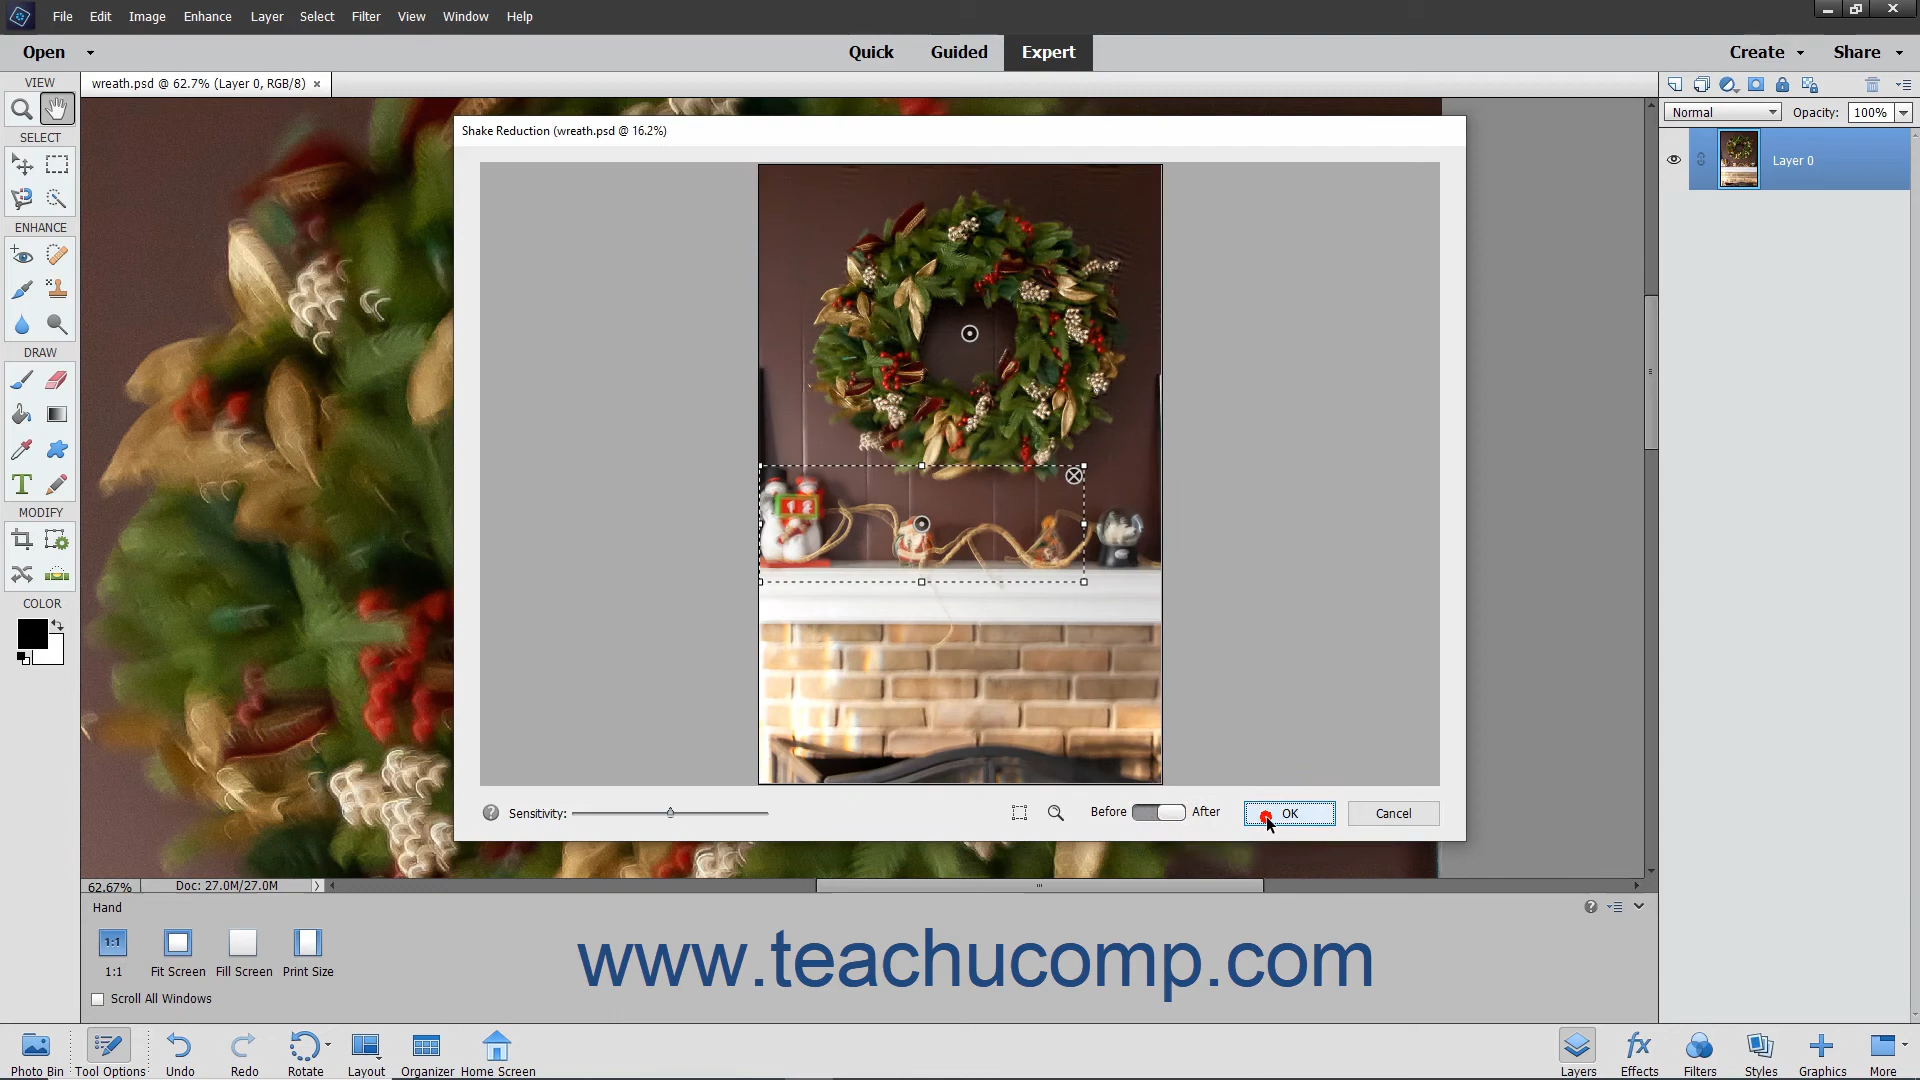 File Edit Image Enhance Layer Select Filter View Window Help
Open Quick Guided Expert Create Share
VIEW
wreath.psd @ 62.7% (Layer 0, RGB/8) ×
Normal Opacity: 100%
Shake Reduction (wreath.psd @ 16.2%)
SELECT
Layer 0
ENHANCE
DRAW
T
MODIFY
COLOR
Sensitivity: Before After OK Cancel
62.67% Doc: 27.0M/27.0M
Hand
1:1
1:1 Fit Screen Fill Screen Print Size
Scroll All Windows
www.teachucomp.com
fx
Photo Bin Tool Options Undo Redo Rotate Layout Organizer Home Screen Layers Effects Filters Styles Graphics More